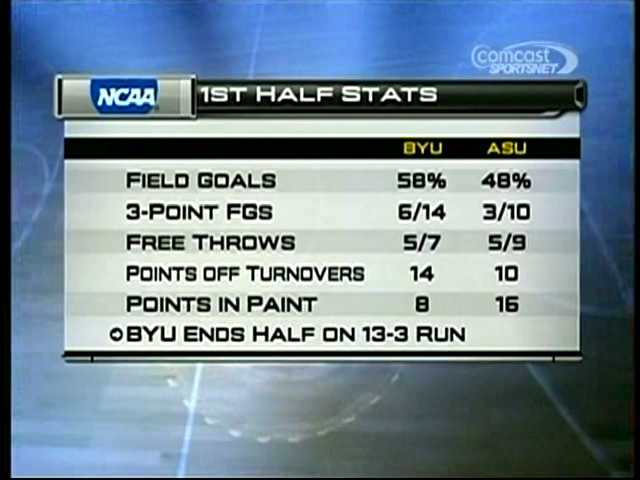 comcast
SPORTSNET
NCAA 1ST HALF STATS
BYU ASU
FIELD GOALS 58% 48%
3-POINT FGS 6/14 3/10
FREE THROWS 5/7 5/9
POINTS OFF TURNOVERS 14 10
POINTS IN PAINT 8 16
BYU ENDS HALF ON 13-3 RUN